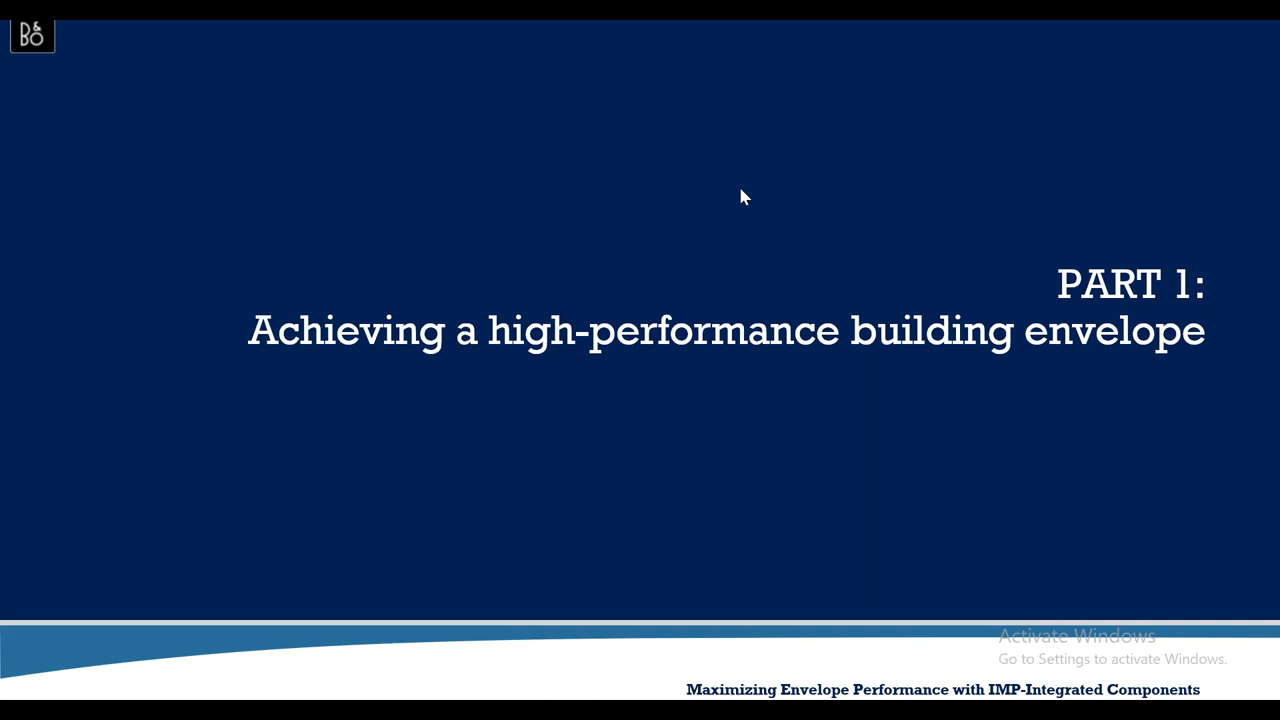 B&
BO
PART 1:
Achieving a high-performance building envelope
Activate Windows
Go to Settings to activate Windows.
Maximizing Envelope Performance with IMP-Integrated Components